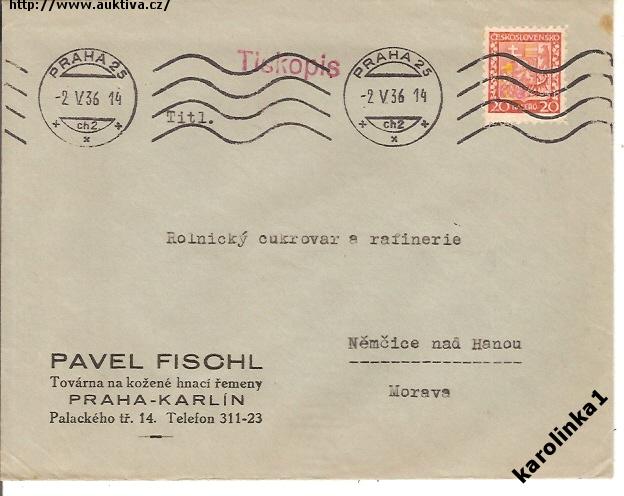 http://www.auktiva.cz/
PRAHA 25
-2 V.36 14
ch2
Tiskopis
PRAHA 25
-2 V.36 14
ch2
ČESKOSLOVENSKO
20 20
Titl.
Rolnický cukrovar a rafinerie
Němčice nad Hanou
Morava
PAVEL FISCHL
Továrna na kožené hnací řemeny
PRAHA-KARLÍN
Palackého tř. 14. Telefon 311-23
karolinka1